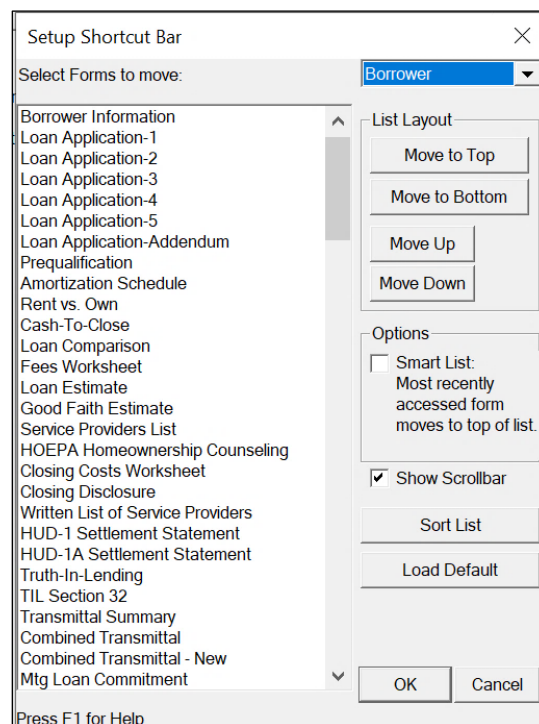 Setup Shortcut Bar
Select Forms to move:
Borrower
Borrower Information
Loan Application-1
Loan Application-2
Loan Application-3
Loan Application-4
Loan Application-5
Loan Application-Addendum
Prequalification
Amortization Schedule
Rent vs. Own
Cash-To-Close
Loan Comparison
Fees Worksheet
Loan Estimate
Good Faith Estimate
Service Providers List
HOEPA Homeownership Counseling
Closing Costs Worksheet
Closing Disclosure
Written List of Service Providers
HUD-1 Settlement Statement
HUD-1A Settlement Statement
Truth-In-Lending
TIL Section 32
Transmittal Summary
Combined Transmittal
Combined Transmittal - New
Mtg Loan Commitment
List Layout
Move to Top
Move to Bottom
Move Up
Move Down
Options
Smart List:
Most recently
accessed form
moves to top of list.
Show Scrollbar
Sort List
Load Default
OK
Cancel
Press F1 for Help